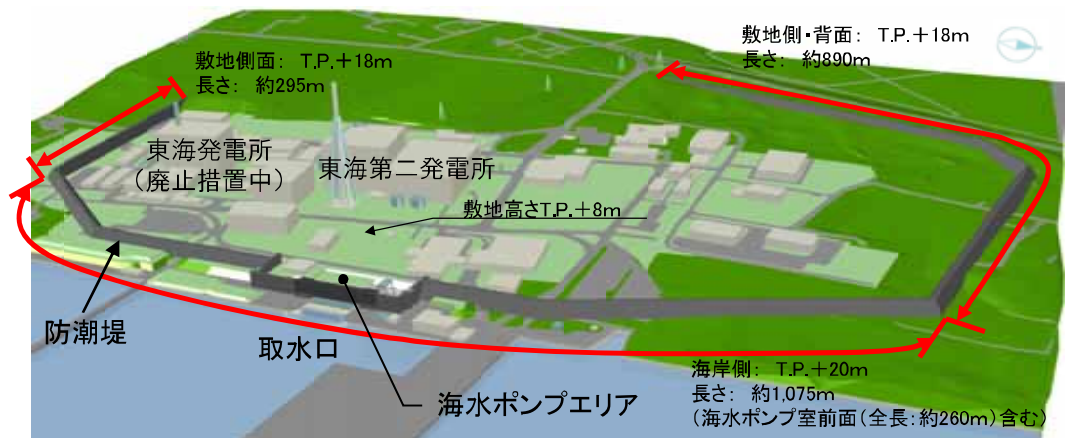 敷地側・背面： T.P.＋18m
長さ： 約890m
敷地側面： T.P.＋18m
長さ： 約295m
東海発電所
（廃止措置中）
東海第二発電所
敷地高さT.P.＋8m
防潮堤
取水口
海水ポンプエリア
海岸側： T.P.＋20m
長さ： 約1,075m
(海水ポンプ室前面(全長：約260m)含む)